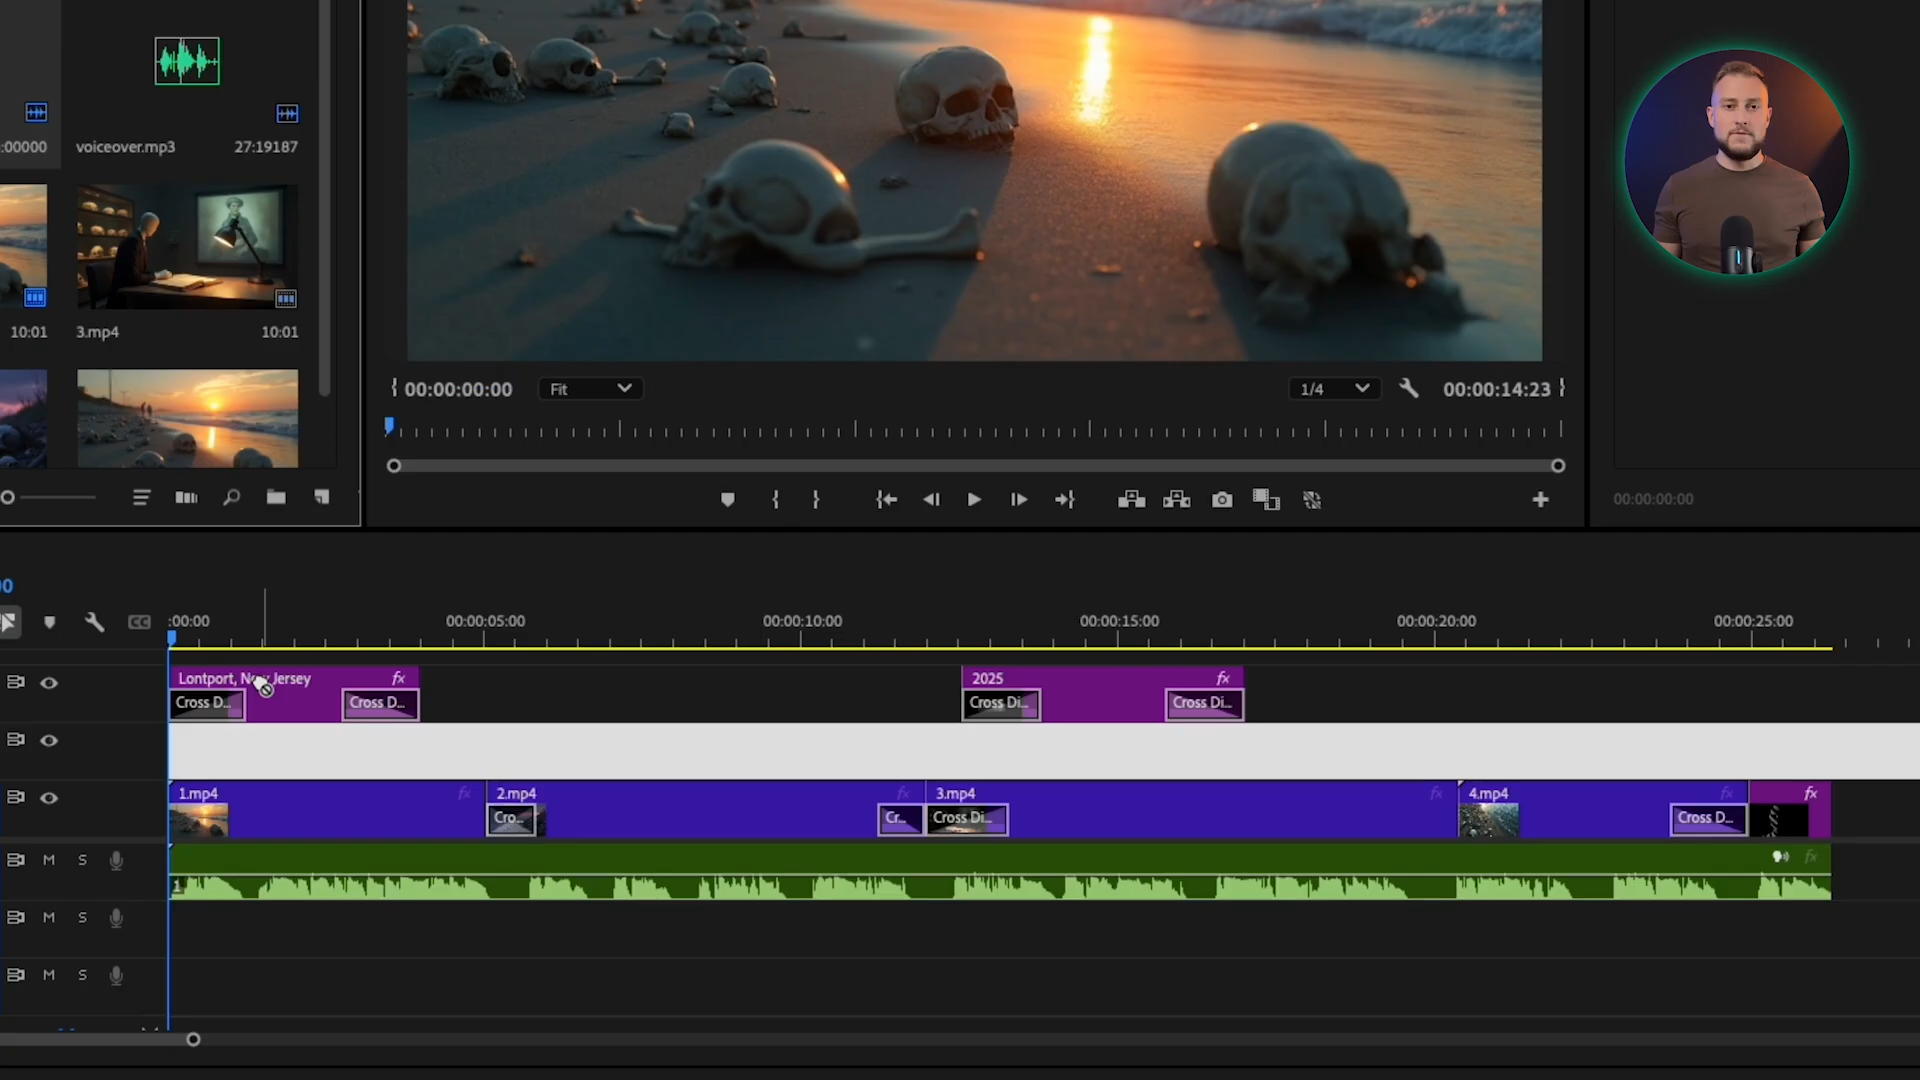 :00000
voiceover.mp3
27:19187
10:01
3.mp4
10:01
00:00:00:00
Fit
1/4
00:00:14:23
00:00:00:00
00
CC
:00:00
00:00:05:00
00:00:10:00
00:00:15:00
00:00:20:00
00:00:25:00
Lontport, New Jersey
fx
2025
fx
Cross D...
Cross D...
Cross Di...
Cross Di...
1.mp4
fx
2.mp4
fx
3.mp4
fx
4.mp4
fx
fx
Cro...
Cr...
Cross Di...
Cross D...
M
S
fx
1
M
S
M
S